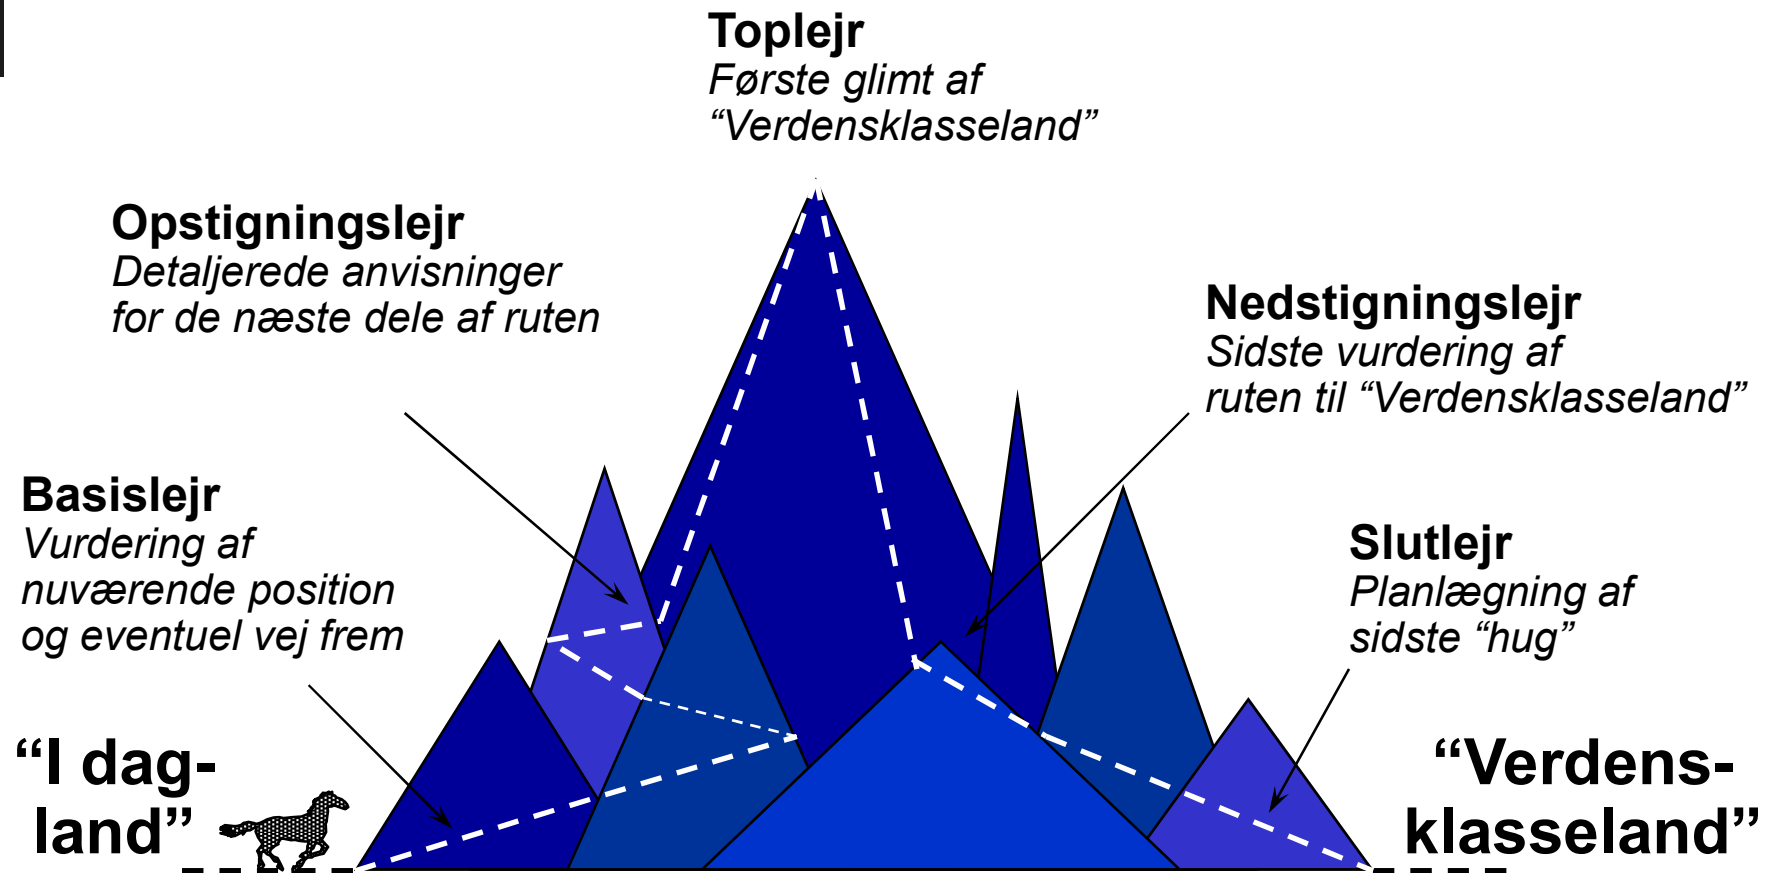 Toplejr
Første glimt af
“Verdensklasseland”
Opstigningslejr
Detaljerede anvisninger
for de næste dele af ruten
Nedstigningslejr
Sidste vurdering af
ruten til “Verdensklasseland”
Basislejr
Vurdering af
nuværende position
og eventuel vej frem
Slutlejr
Planlægning af
sidste “hug”
“I dag-
land”
“Verdens-
klasseland”